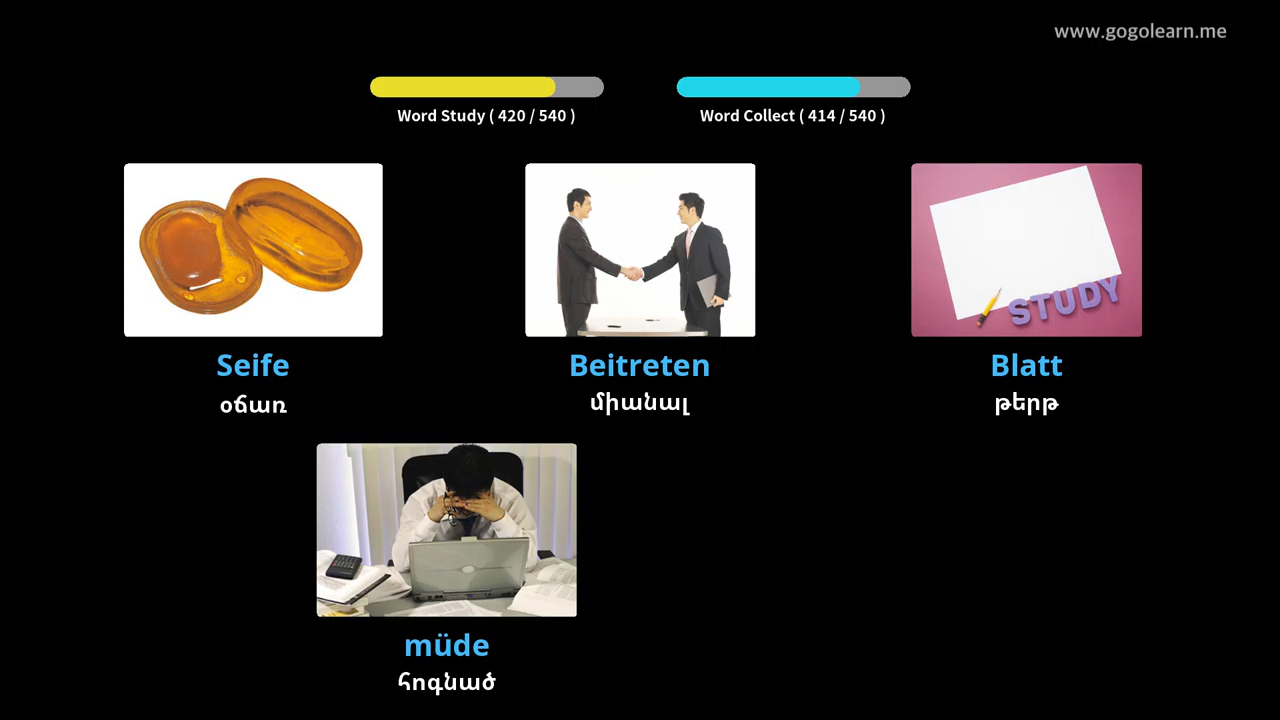 www.gogolearn.me
Word Study ( 420 / 540 )
Word Collect ( 414 / 540 )
STUDY
Seife
օճառ
Beitreten
միանալ
Blatt
թերթ
müde
հոգնած